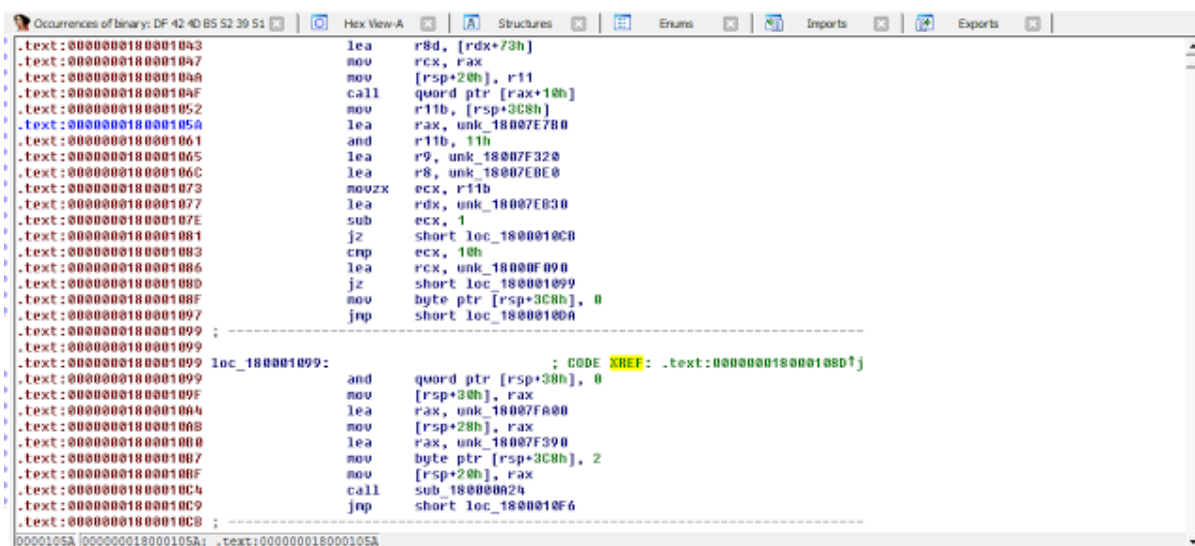 Occurrences of binary: DF 42 4D B5 52 39 51 Hex View-A Structures Enums Imports Exports
.text:0000000180001043 lea r8d, [rdx+73h]
.text:0000000180001047 mov rcx, rax
.text:000000018000104A mov [rsp+20h], r11
.text:000000018000104F call qword ptr [rax+10h]
.text:0000000180001052 mov r11b, [rsp+3C8h]
.text:000000018000105A lea rax, unk_18007E7B0
.text:0000000180001061 and r11b, 11h
.text:0000000180001065 lea r9, unk_18007F320
.text:000000018000106C lea r8, unk_18007EBE0
.text:0000000180001073 movzx ecx, r11b
.text:0000000180001077 lea rdx, unk_18007EB30
.text:000000018000107E sub ecx, 1
.text:0000000180001081 jz short loc_1800010CB
.text:0000000180001083 cmp ecx, 10h
.text:0000000180001086 lea rcx, unk_18000F090
.text:000000018000108D jz short loc_180001099
.text:000000018000108F mov byte ptr [rsp+3C8h], 0
.text:0000000180001097 jmp short loc_1800010DA
.text:0000000180001099 ; ---------------------------------------------------------------------------
.text:0000000180001099
.text:0000000180001099 loc_180001099: ; CODE XREF: .text:000000018000108D↑j
.text:0000000180001099 and qword ptr [rsp+38h], 0
.text:000000018000109F mov [rsp+30h], rax
.text:00000001800010A4 lea rax, unk_18007FA00
.text:00000001800010AB mov [rsp+28h], rax
.text:00000001800010B0 lea rax, unk_18007F390
.text:00000001800010B7 mov byte ptr [rsp+3C8h], 2
.text:00000001800010BF mov [rsp+20h], rax
.text:00000001800010C4 call sub_180000A24
.text:00000001800010C9 jmp short loc_1800010F6
.text:00000001800010CB ; ---------------------------------------------------------------------------
0000105A 000000018000105A: .text:000000018000105A